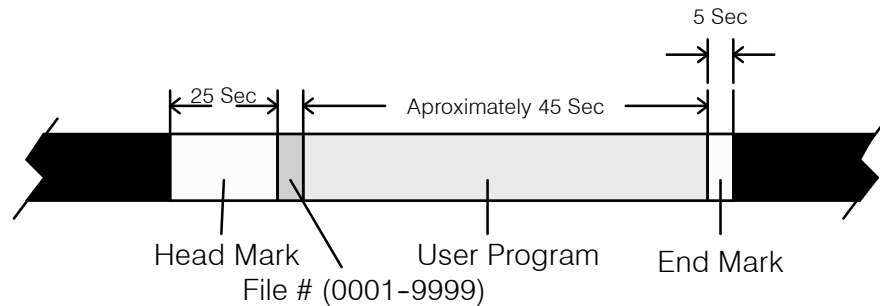 5 Sec
25 Sec
Aproximately 45 Sec
Head Mark
User Program
End Mark
File # (0001-9999)